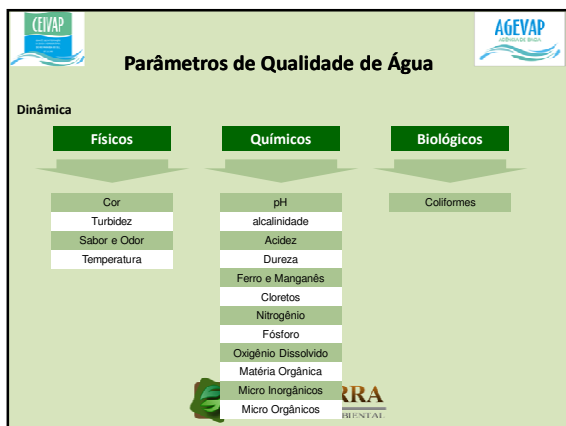 CEIVAP
AGEVAP
Parâmetros de Qualidade de Água
Dinâmica
Físicos
Cor
Turbidez
Sabor e Odor
Temperatura
Químicos
pH
alcalinidade
Acidez
Dureza
Ferro e Manganês
Cloretos
Nitrogênio
Fósforo
Oxigênio Dissolvido
Matéria Orgânica
Micro Inorgânicos
Micro Orgânicos
Biológicos
Coliformes
RRA
BIENTAL